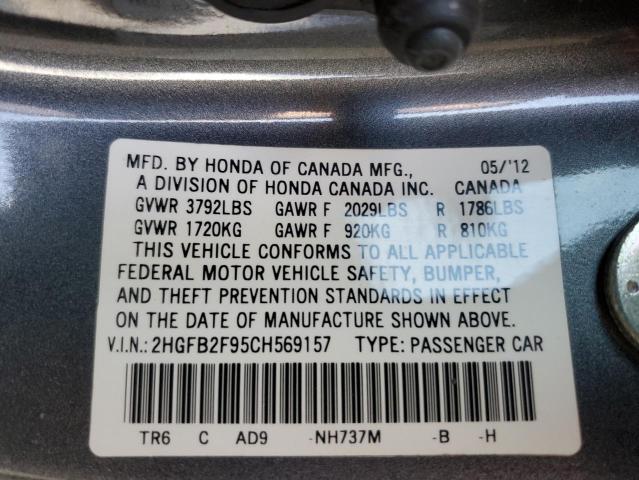 MFD. BY HONDA OF CANADA MFG., 05/'12
A DIVISION OF HONDA CANADA INC. CANADA
GVWR 3792LBS GAWR F 2029LBS R 1786LBS
GVWR 1720KG GAWR F 920KG R 810KG
THIS VEHICLE CONFORMS TO ALL APPLICABLE
FEDERAL MOTOR VEHICLE SAFETY, BUMPER,
AND THEFT PREVENTION STANDARDS IN EFFECT
ON THE DATE OF MANUFACTURE SHOWN ABOVE.
V.I.N.: 2HGFB2F95CH569157 TYPE: PASSENGER CAR
TR6 C AD9 -NH737M -B -H